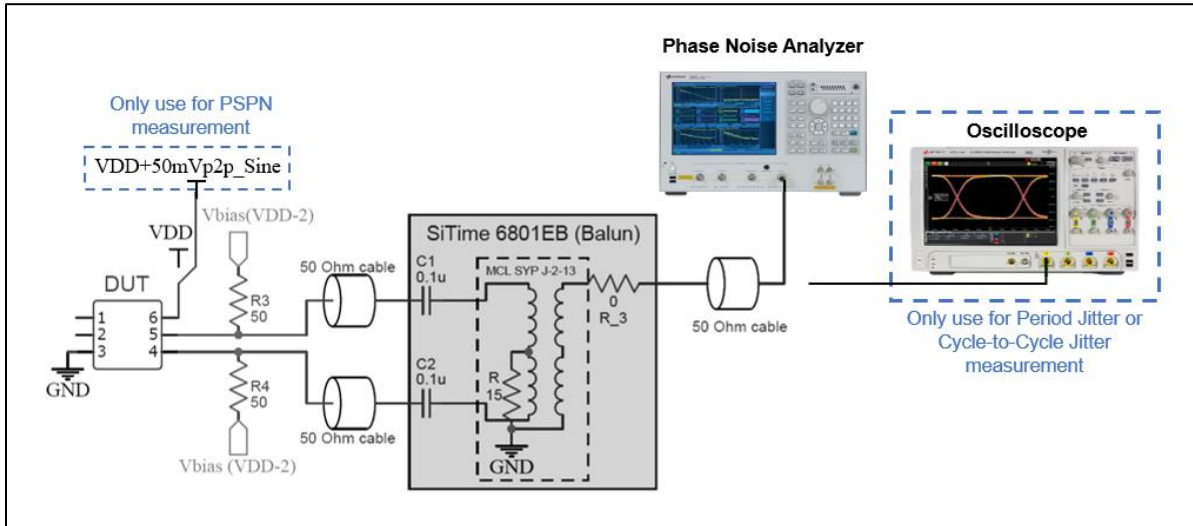 Phase Noise Analyzer
Only use for PSPN
measurement
VDD+50mVp2p_Sine
Oscilloscope
Vbias(VDD-2)
VDD
SiTime 6801EB (Balun)
50 Ohm cable
C1
0.1u
MCL SYP J-2-13
DUT
R3
50
1
2
3
6
5
4
0
R_3
50 Ohm cable
Only use for Period Jitter or
Cycle-to-Cycle Jitter
measurement
GND
R4
50
C2
0.1u
R
15
50 Ohm cable
GND
Vbias (VDD-2)